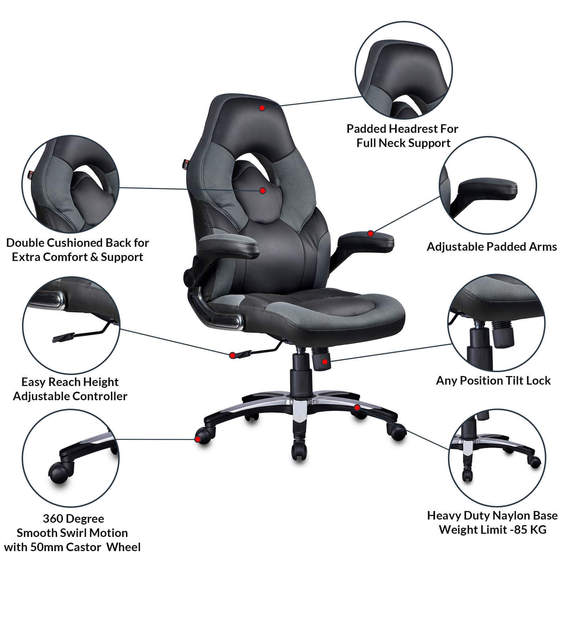 Padded Headrest For
Full Neck Support
Double Cushioned Back for
Extra Comfort & Support
Adjustable Padded Arms
Easy Reach Height
Adjustable Controller
Any Position Tilt Lock
360 Degree
Smooth Swirl Motion
with 50mm Castor Wheel
Heavy Duty Naylon Base
Weight Limit -85 KG